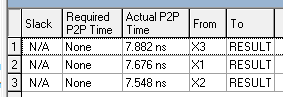 Slack Required P2P Time Actual P2P Time From To
1 N/A None 7.882 ns X3 RESULT
2 N/A None 7.676 ns X1 RESULT
3 N/A None 7.548 ns X2 RESULT